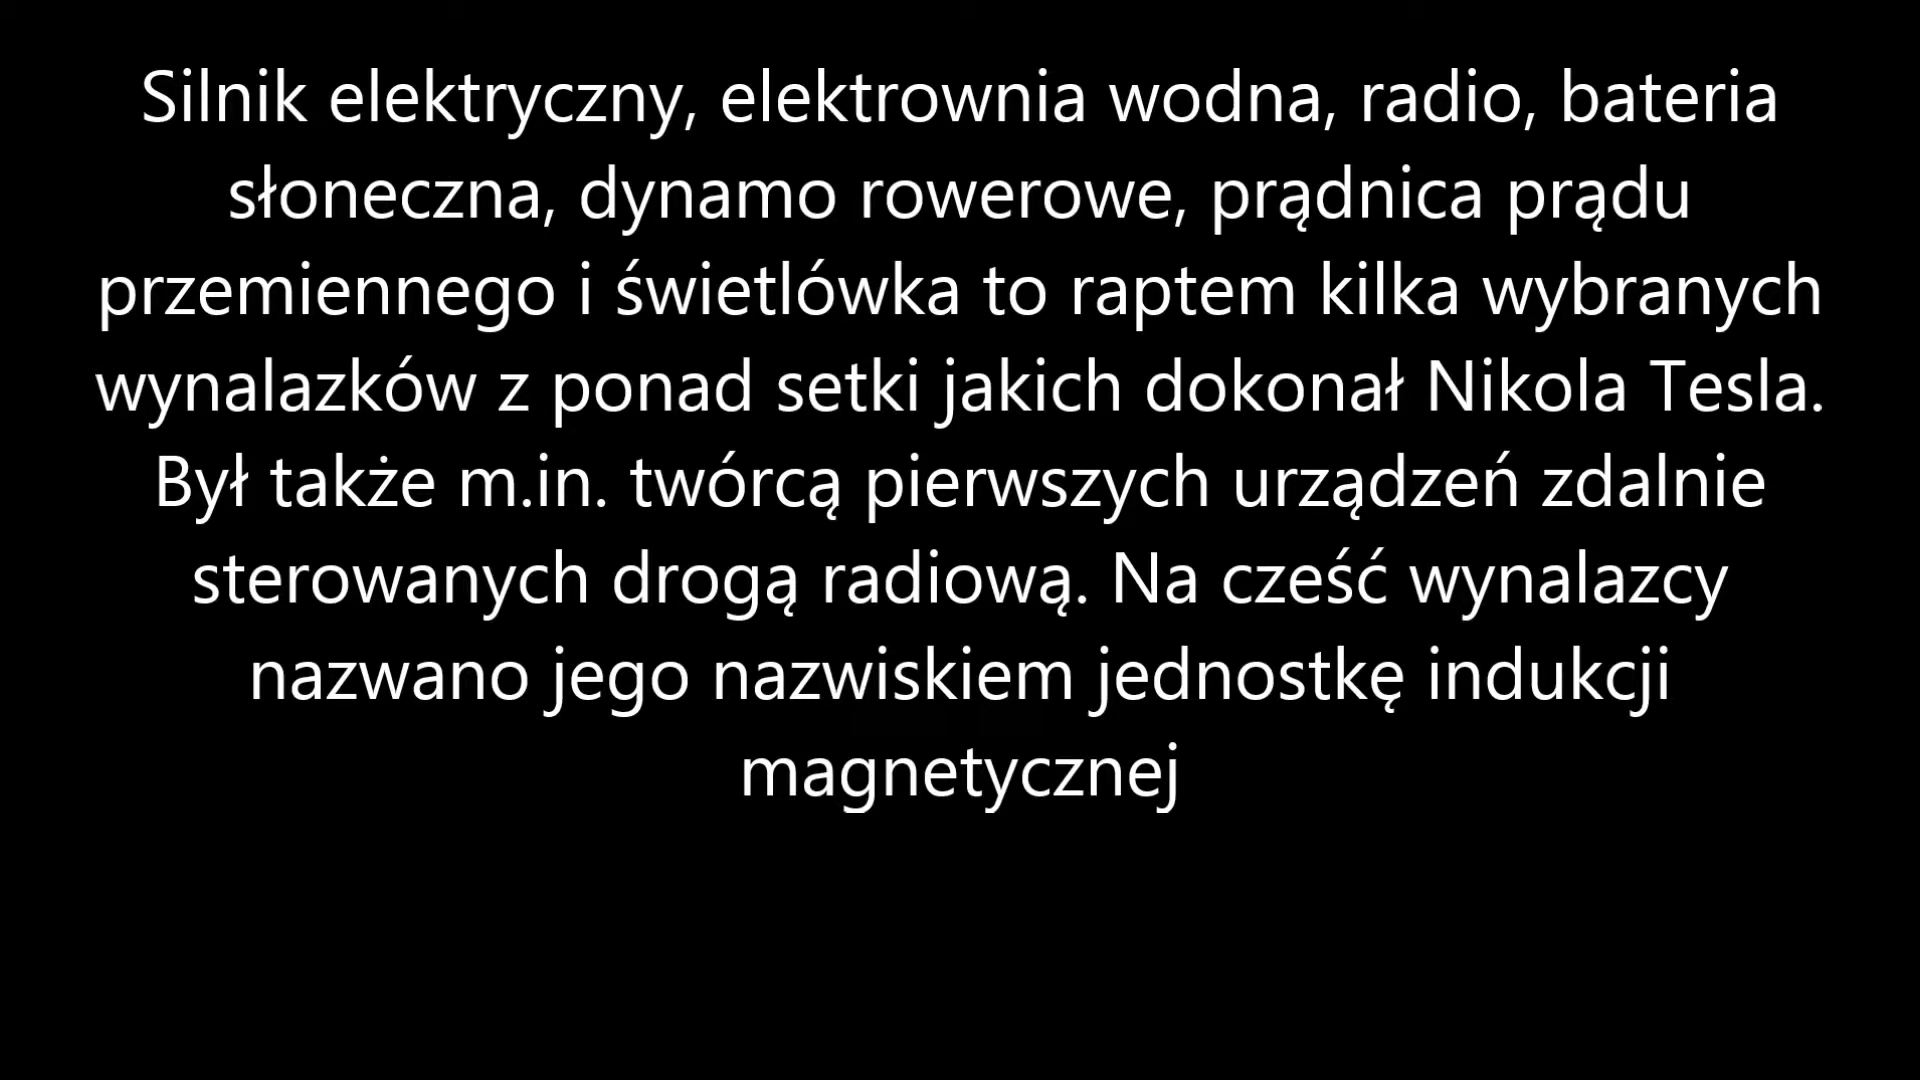 Silnik elektryczny, elektrownia wodna, radio, bateria
słoneczna, dynamo rowerowe, prądnica prądu
przemiennego i świetlówka to raptem kilka wybranych
wynalazków z ponad setki jakich dokonał Nikola Tesla.
Był także m.in. twórcą pierwszych urządzeń zdalnie
sterowanych drogą radiową. Na cześć wynalazcy
nazwano jego nazwiskiem jednostkę indukcji
magnetycznej